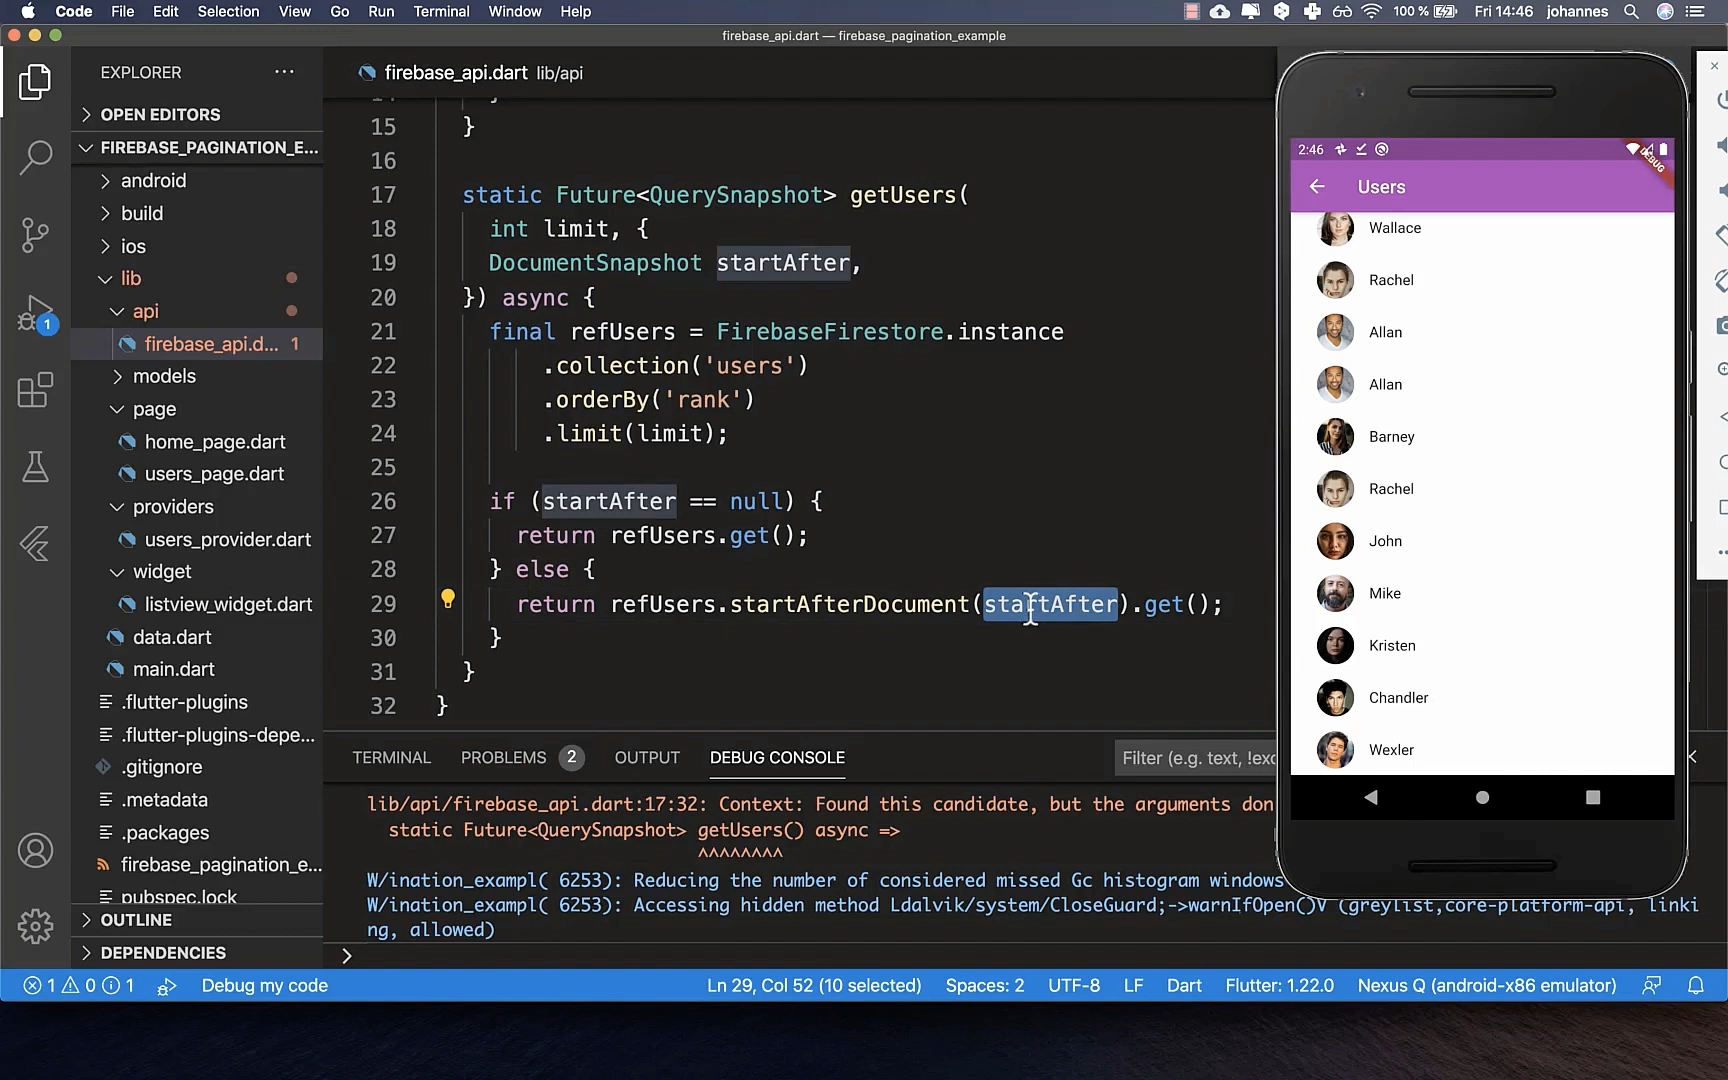 Code File Edit Selection View Go Run Terminal Window Help 100 % Fri 14:46 johannes
firebase_api.dart — firebase_pagination_example
EXPLORER ···
OPEN EDITORS
FIREBASE_PAGINATION_E...
android
build
ios
lib
api
firebase_api.d... 1
models
page
home_page.dart
users_page.dart
providers
users_provider.dart
widget
listview_widget.dart
data.dart
main.dart
.flutter-plugins
.flutter-plugins-depe...
.gitignore
.metadata
.packages
firebase_pagination_e...
pubspec.lock
OUTLINE
DEPENDENCIES
1
firebase_api.dart lib/api
15 }
16
17 static Future<QuerySnapshot> getUsers(
18 int limit, {
19 DocumentSnapshot startAfter,
20 }) async {
21 final refUsers = FirebaseFirestore.instance
22 .collection('users')
23 .orderBy('rank')
24 .limit(limit);
25
26 if (startAfter == null) {
27 return refUsers.get();
28 } else {
29 return refUsers.startAfterDocument(startAfter).get();
30 }
31 }
32 }
TERMINAL PROBLEMS 2 OUTPUT DEBUG CONSOLE Filter (e.g. text, !exc
lib/api/firebase_api.dart:17:32: Context: Found this candidate, but the arguments don
static Future<QuerySnapshot> getUsers() async =>
^^^^^^^^
W/ination_exampl( 6253): Reducing the number of considered missed Gc histogram windows
W/ination_exampl( 6253): Accessing hidden method Ldalvik/system/CloseGuard;->warnIfOpen()V (greylist,core-platform-api, linki
ng, allowed)
2:46
DEBUG
Users
Wallace
Rachel
Allan
Allan
Barney
Rachel
John
Mike
Kristen
Chandler
Wexler
1 0 1 Debug my code Ln 29, Col 52 (10 selected) Spaces: 2 UTF-8 LF Dart Flutter: 1.22.0 Nexus Q (android-x86 emulator)